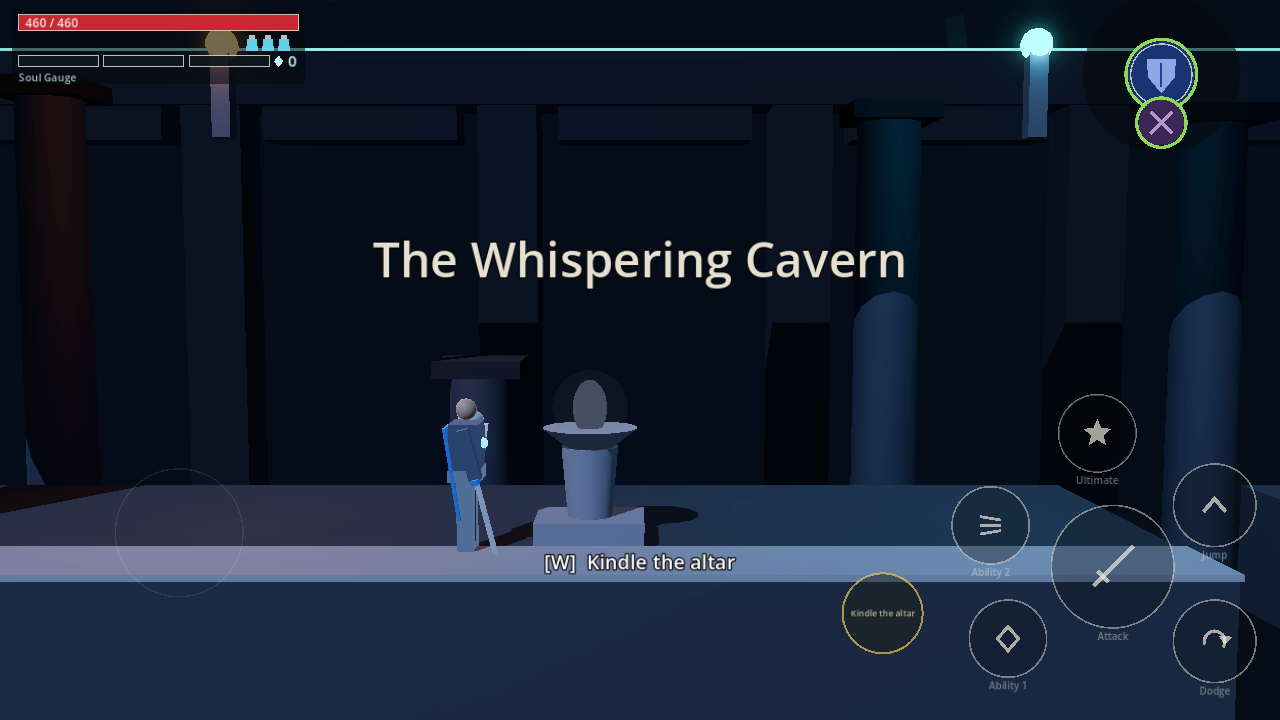 460 / 460
0
Soul Gauge
The Whispering Cavern
[W] Kindle the altar
Kindle the altar
Ultimate
Ability 2
Jump
Attack
Ability 1
Dodge